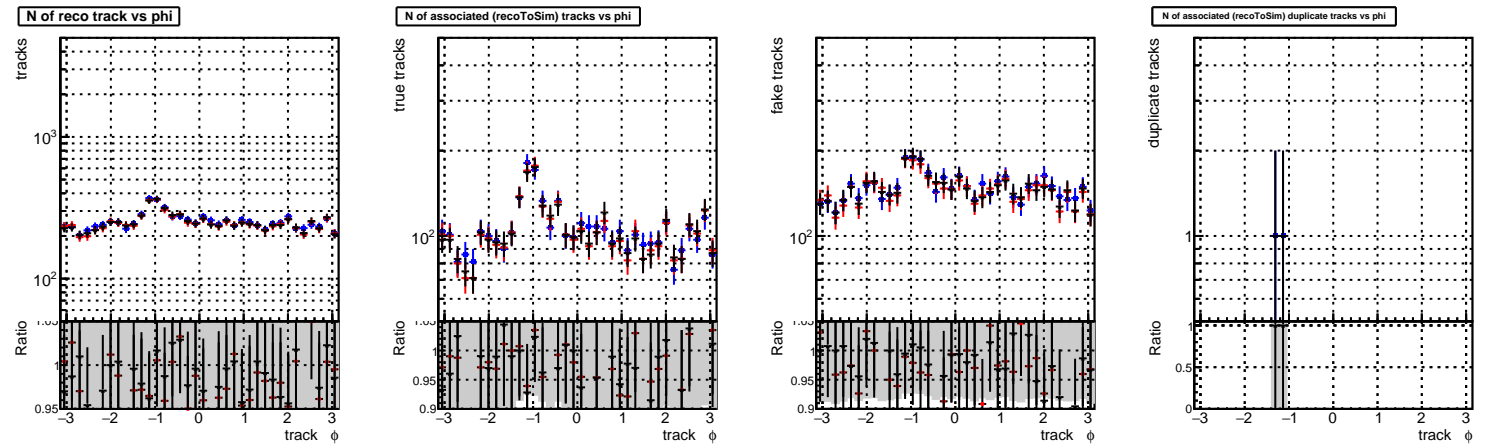 N of reco track vs phi
tracks
10³
10²
Ratio
1
0.95
−3 −2 −1 0 1 2 3
track ϕ
N of associated (recoToSim) tracks vs phi
true tracks
10²
Ratio
1
0.95
0.9
−3 −2 −1 0 1 2 3
track ϕ
fake tracks
10²
Ratio
1
0.95
0.9
−3 −2 −1 0 1 2 3
track ϕ
N of associated (recoToSim) duplicate tracks vs phi
duplicate tracks
1
Ratio
1
0.5
0
−3 −2 −1 0 1 2 3
track ϕ